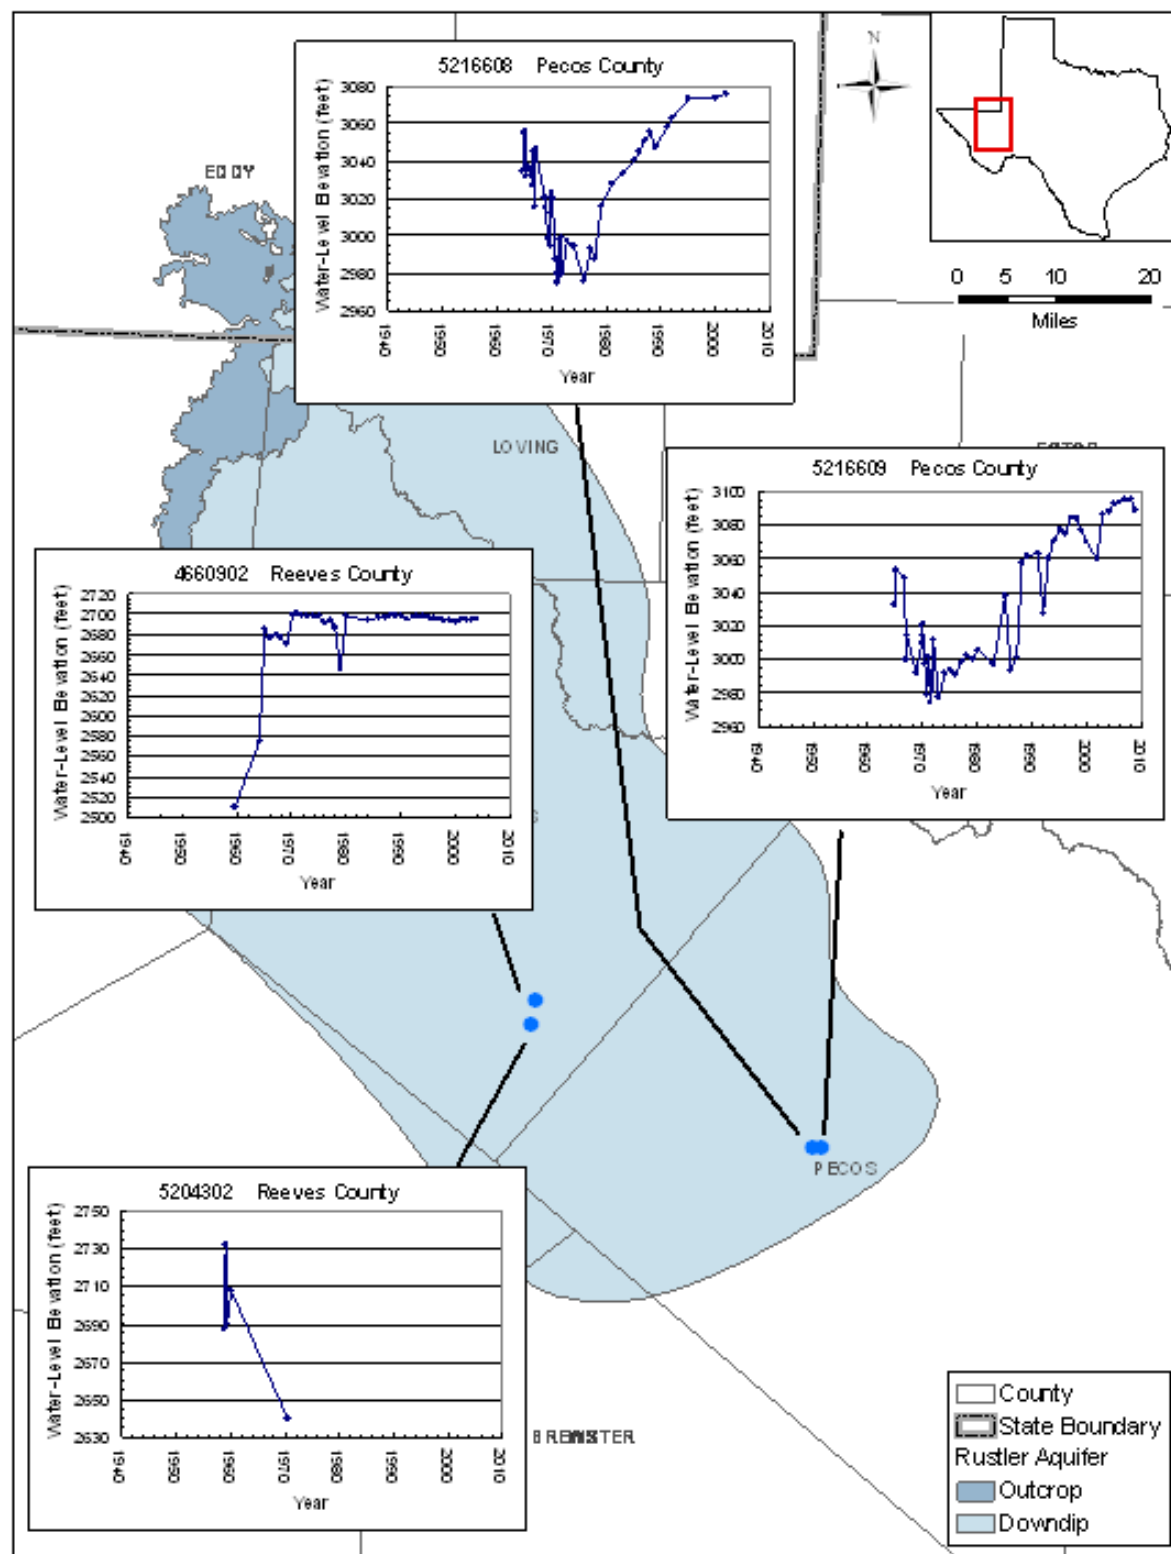 5216608 Pecos County
Water-Level Elevation (feet)
3080
3060
3040
3020
3000
2980
2960
1940
1950
1960
1970
1980
1990
2000
2010
Year
N
0 5 10 20
Miles
EDDY
LOVING
5216609 Pecos County
Water-Level Elevation (feet)
3100
3080
3060
3040
3020
3000
2980
2960
1940
1950
1960
1970
1980
1990
2000
2010
Year
4660902 Reeves County
Water-Level Elevation (feet)
2720
2700
2680
2660
2640
2620
2600
2580
2560
2540
2520
2500
1940
1950
1960
1970
1980
1990
2000
2010
Year
S
PECOS
5204302 Reeves County
Water-Level Elevation (feet)
2750
2730
2710
2690
2670
2650
2630
1940
1950
1960
1970
1980
1990
2000
2010
Year
County
State Boundary
Rustler Aquifer
Outcrop
Downdip